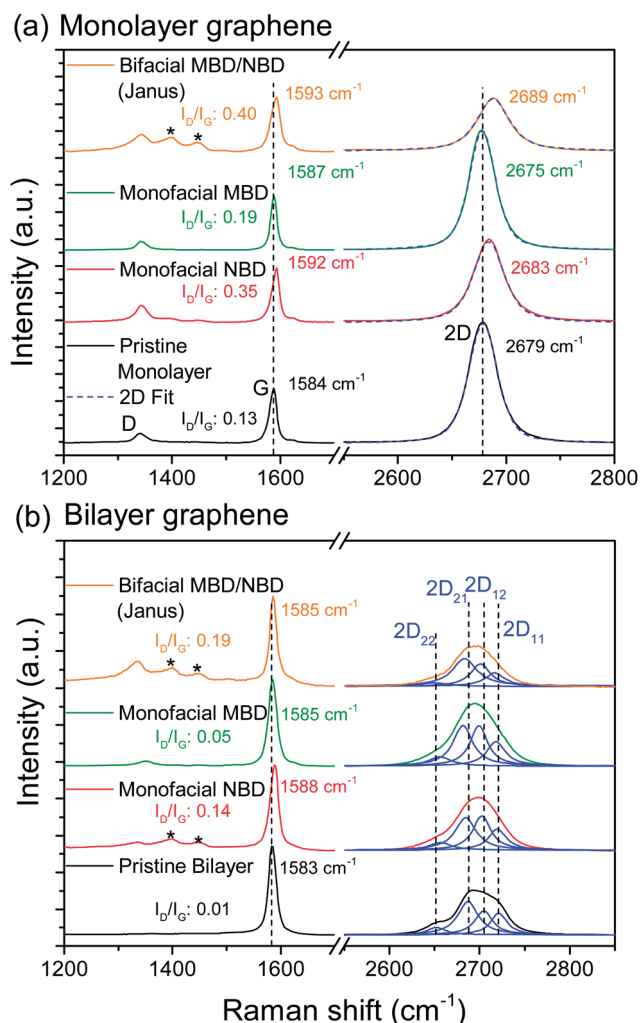 (a) Monolayer graphene
Bifacial MBD/NBD
(Janus)
I_D/I_G: 0.40
*
*
1593 cm⁻¹
2689 cm⁻¹
Monofacial MBD
I_D/I_G: 0.19
1587 cm⁻¹
2675 cm⁻¹
Monofacial NBD
I_D/I_G: 0.35
1592 cm⁻¹
2683 cm⁻¹
Pristine
Monolayer
2D Fit
D
I_D/I_G: 0.13
G
1584 cm⁻¹
2D
2679 cm⁻¹
Intensity (a.u.)
1200 1400 1600 2600 2700 2800
(b) Bilayer graphene
Bifacial MBD/NBD
(Janus)
I_D/I_G: 0.19
*
*
1585 cm⁻¹
2D₂₂
2D₂₁
2D₁₂
2D₁₁
Monofacial MBD
I_D/I_G: 0.05
1585 cm⁻¹
Monofacial NBD
I_D/I_G: 0.14
*
*
1588 cm⁻¹
Pristine Bilayer
I_D/I_G: 0.01
1583 cm⁻¹
Intensity (a.u.)
1200 1400 1600 2600 2700 2800
Raman shift (cm⁻¹)